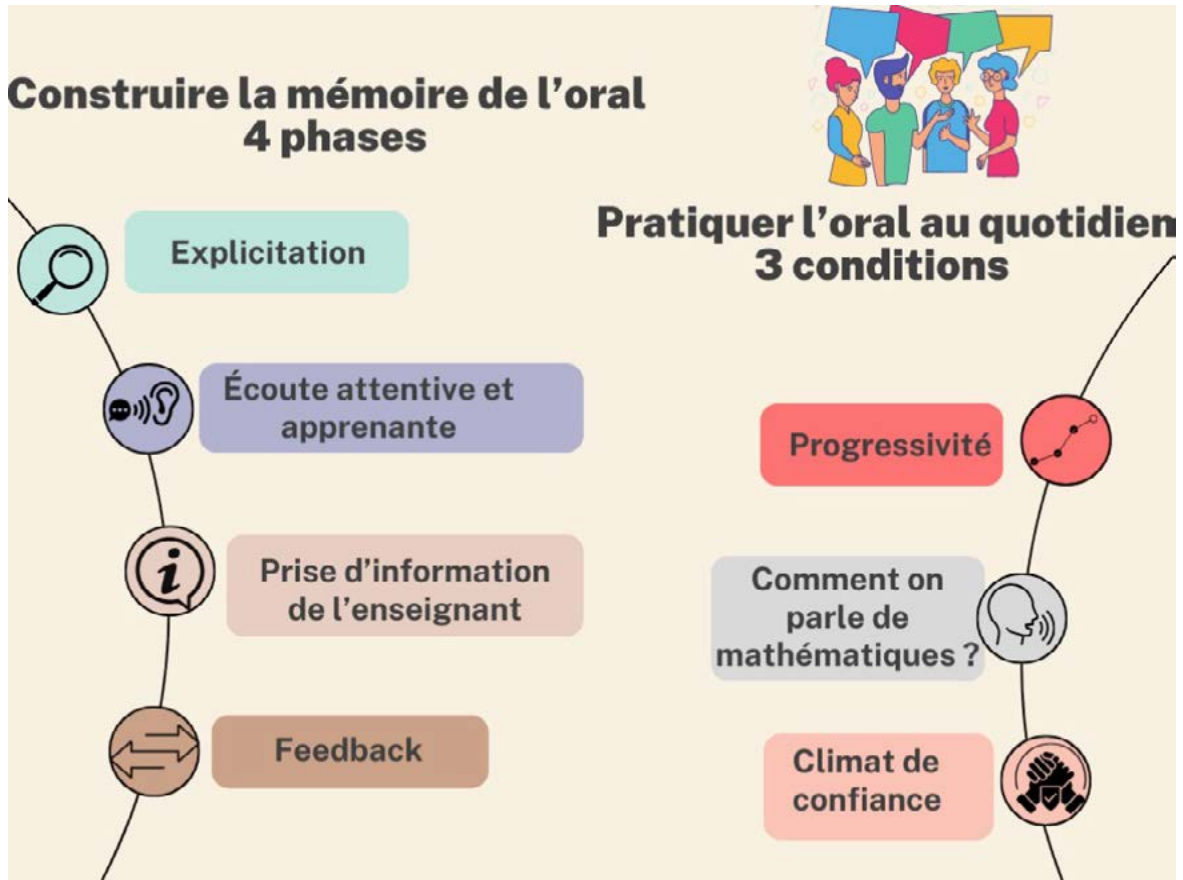 Construire la mémoire de l'oral
4 phases
Explicitation
Écoute attentive et
apprenante
Prise d'information
de l'enseignant
Feedback
Pratiquer l'oral au quotidien
3 conditions
Progressivité
Comment on
parle de
mathématiques ?
Climat de
confiance